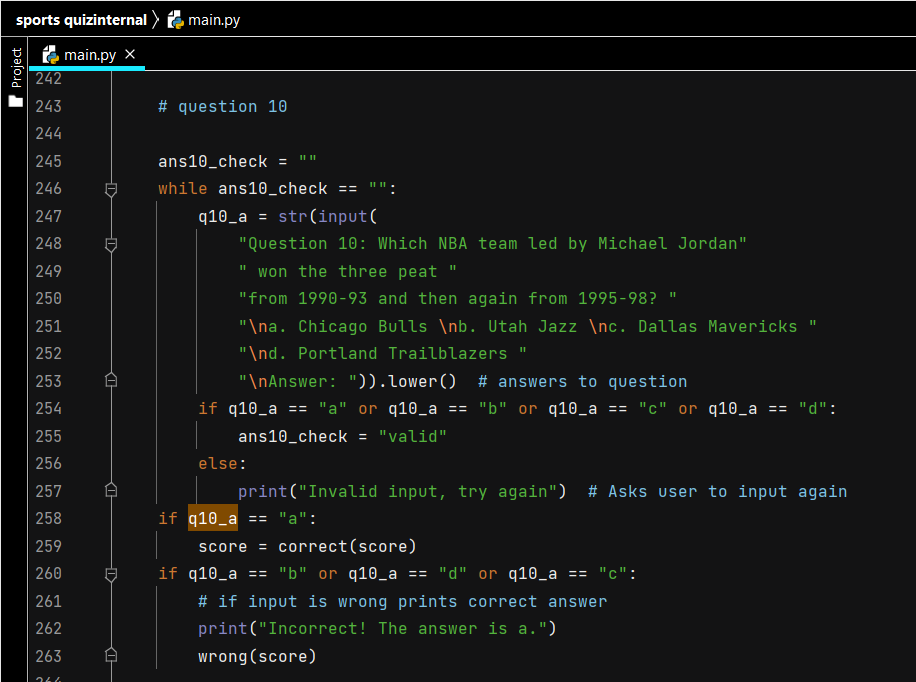 sports quizinternal main.py
Project
main.py
242
243 # question 10
244
245 ans10_check = ""
246 while ans10_check == "":
247 q10_a = str(input(
248 "Question 10: Which NBA team led by Michael Jordan"
249 " won the three peat "
250 "from 1990-93 and then again from 1995-98? "
251 "\na. Chicago Bulls \nb. Utah Jazz \nc. Dallas Mavericks "
252 "\nd. Portland Trailblazers "
253 "\nAnswer: ")).lower()  # answers to question
254 if q10_a == "a" or q10_a == "b" or q10_a == "c" or q10_a == "d":
255 ans10_check = "valid"
256 else:
257 print("Invalid input, try again")  # Asks user to input again
258 if q10_a == "a":
259 score = correct(score)
260 if q10_a == "b" or q10_a == "d" or q10_a == "c":
261 # if input is wrong prints correct answer
262 print("Incorrect! The answer is a.")
263 wrong(score)